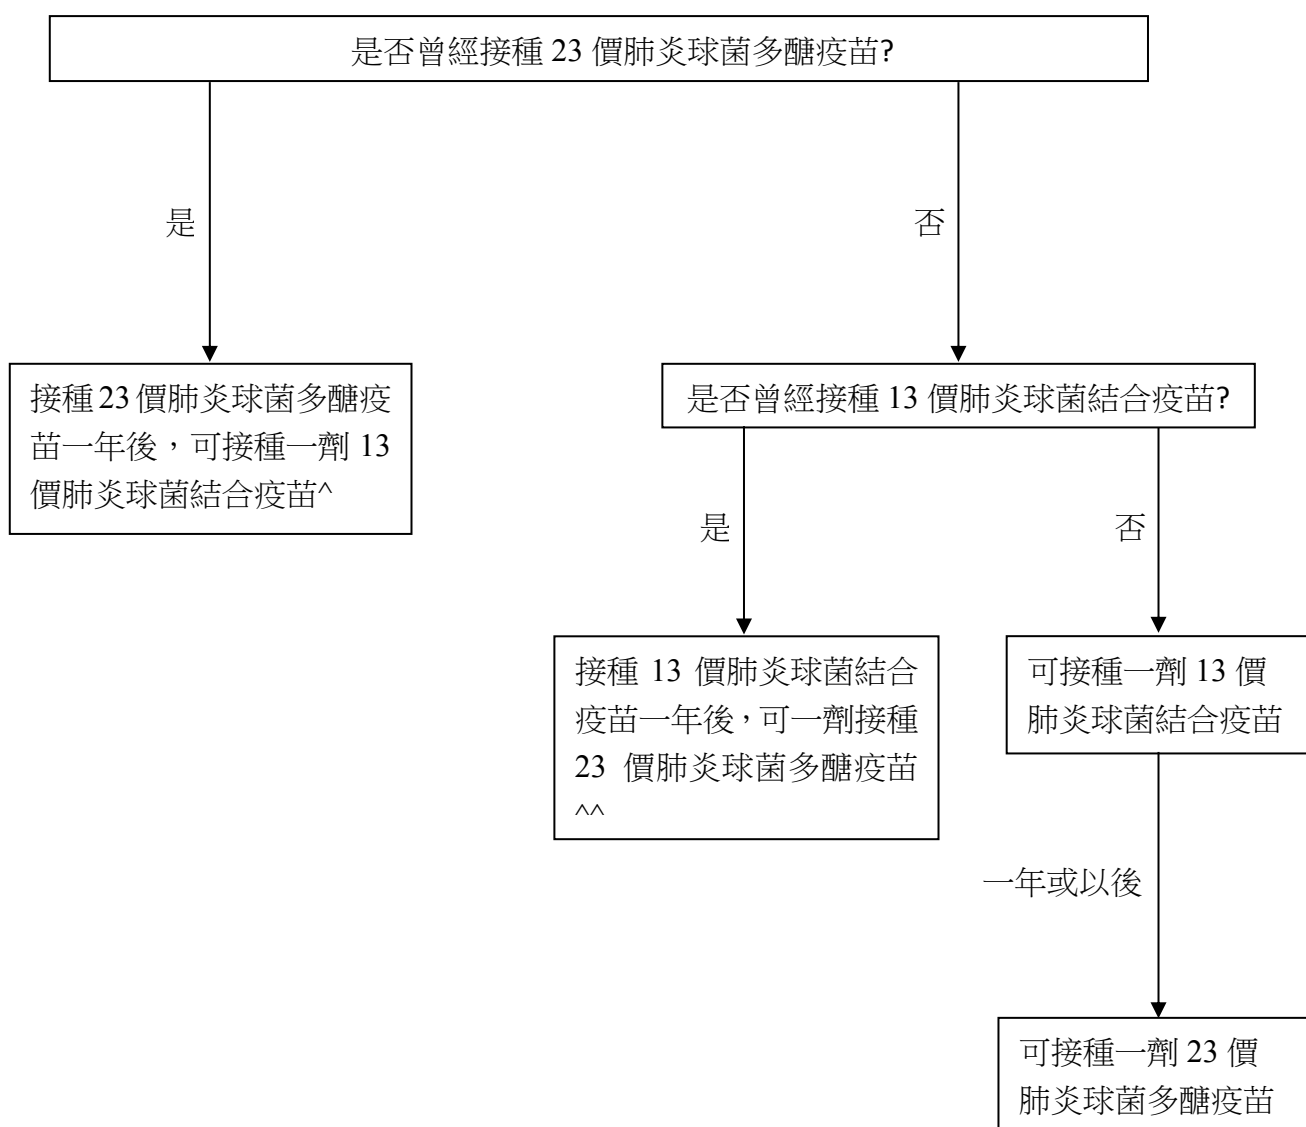 是否曾經接種 23 價肺炎球菌多醣疫苗?
是
否
接種 23 價肺炎球菌多醣疫
苗一年後，可接種一劑 13
價肺炎球菌結合疫苗^
是否曾經接種 13 價肺炎球菌結合疫苗?
是
否
接種 13 價肺炎球菌結合
疫苗一年後，可一劑接種
23 價肺炎球菌多醣疫苗
^^
可接種一劑 13 價
肺炎球菌結合疫苗
一年或以後
可接種一劑 23 價
肺炎球菌多醣疫苗